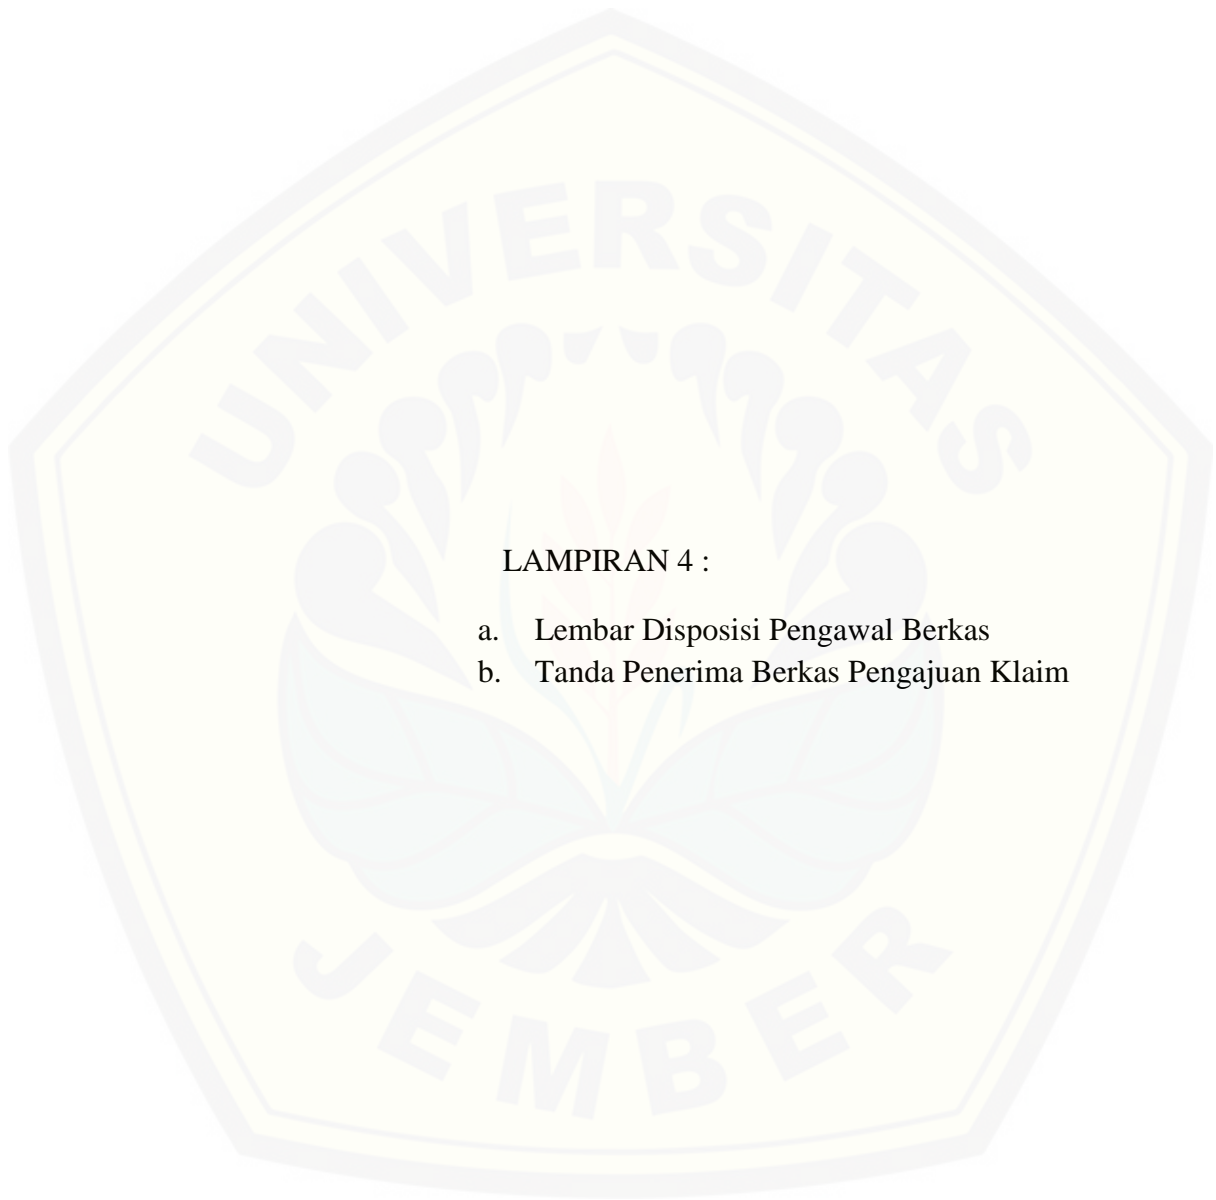 UNIVERSITAS
LAMPIRAN 4 :
a. Lembar Disposisi Pengawal Berkas
b. Tanda Penerima Berkas Pengajuan Klaim
JEMBER